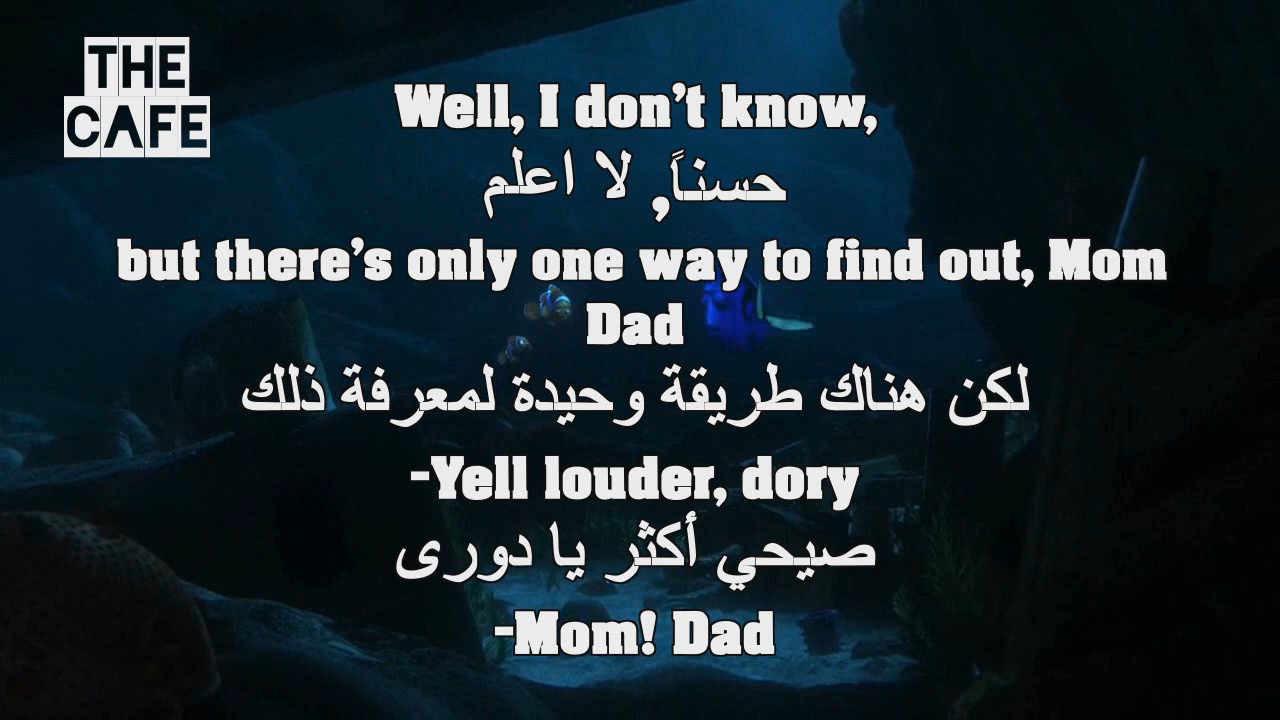 THE
CAFE
Well, I don't know,
حسناً, لا اعلم
but there's only one way to find out, Mom
Dad
لكن هناك طريقة وحيدة لمعرفة ذلك
-Yell louder, dory
صيحي أكثر يا دورى
-Mom! Dad